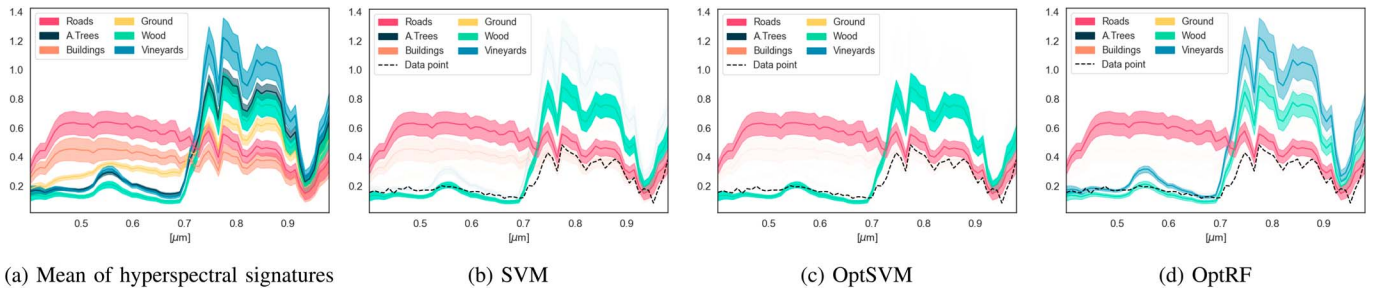 1.4
1.2
1.0
0.8
0.6
0.4
0.2
0.5 0.6 0.7 0.8 0.9
[μm]
Roads Ground
A.Trees Wood
Buildings Vineyards
(a) Mean of hyperspectral signatures
1.4
1.2
1.0
0.8
0.6
0.4
0.2
0.5 0.6 0.7 0.8 0.9
[μm]
Roads Ground
A.Trees Wood
Buildings Vineyards
Data point
(b) SVM
1.4
1.2
1.0
0.8
0.6
0.4
0.2
0.5 0.6 0.7 0.8 0.9
[μm]
Roads Ground
A.Trees Wood
Buildings Vineyards
Data point
(c) OptSVM
1.4
1.2
1.0
0.8
0.6
0.4
0.2
0.5 0.6 0.7 0.8 0.9
[μm]
Roads Ground
A.Trees Wood
Buildings Vineyards
Data point
(d) OptRF